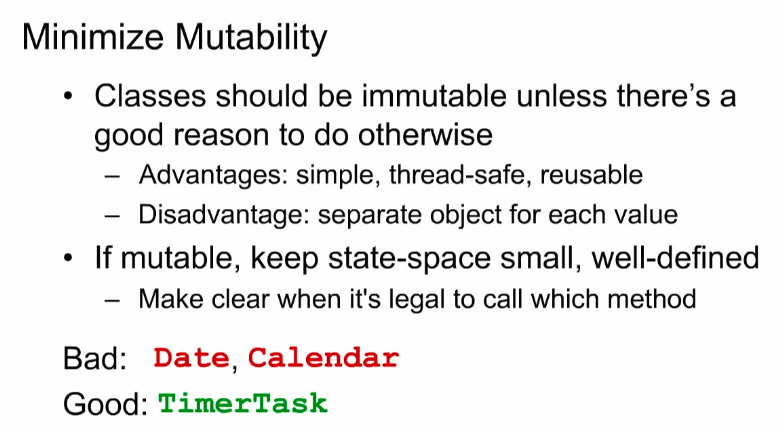 Minimize Mutability
• Classes should be immutable unless there’s a
good reason to do otherwise
– Advantages: simple, thread-safe, reusable
– Disadvantage: separate object for each value
• If mutable, keep state-space small, well-defined
– Make clear when it's legal to call which method
Bad: Date, Calendar
Good: TimerTask